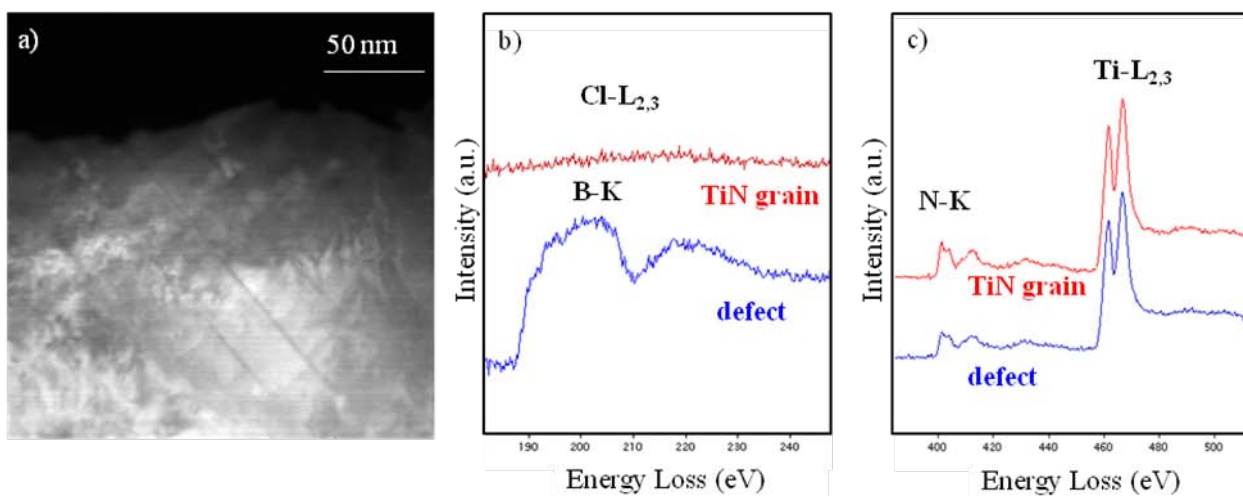 a)
50 nm
b)
Cl-L2,3
B-K
TiN grain
defect
Intensity (a.u.)
190 200 210 220 230 240
Energy Loss (eV)
c)
Ti-L2,3
N-K
TiN grain
defect
Intensity (a.u.)
400 420 440 460 480 500
Energy Loss (eV)